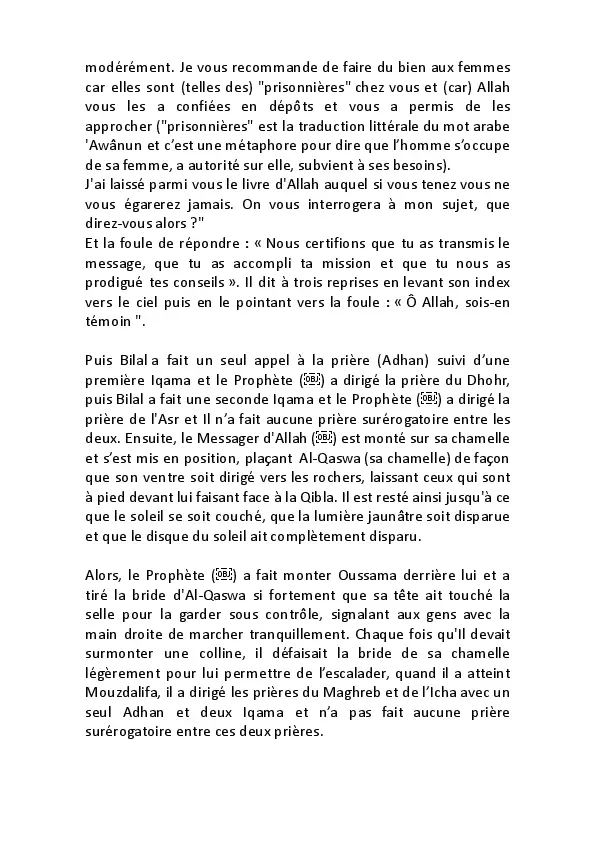 modérément. Je vous recommande de faire du bien aux femmes
car elles sont (telles des) "prisonnières" chez vous et (car) Allah
vous les a confiées en dépôts et vous a permis de les
approcher ("prisonnières" est la traduction littérale du mot arabe
'Awânun et c’est une métaphore pour dire que l’homme s’occupe
de sa femme, a autorité sur elle, subvient à ses besoins).
J'ai laissé parmi vous le livre d'Allah auquel si vous tenez vous ne
vous égarerez jamais. On vous interrogera à mon sujet, que
direz-vous alors ?"
Et la foule de répondre : « Nous certifions que tu as transmis le
message, que tu as accompli ta mission et que tu nous as
prodigué tes conseils ». Il dit à trois reprises en levant son index
vers le ciel puis en le pointant vers la foule : « Ô Allah, sois-en
témoin ".
Puis Bilal a fait un seul appel à la prière (Adhan) suivi d’une
première Iqama et le Prophète (￼) a dirigé la prière du Dhohr,
puis Bilal a fait une seconde Iqama et le Prophète (￼) a dirigé la
prière de l'Asr et Il n’a fait aucune prière surérogatoire entre les
deux. Ensuite, le Messager d'Allah (￼) est monté sur sa chamelle
et s’est mis en position, plaçant Al-Qaswa (sa chamelle) de façon
que son ventre soit dirigé vers les rochers, laissant ceux qui sont
à pied devant lui faisant face à la Qibla. Il est resté ainsi jusqu'à ce
que le soleil se soit couché, que la lumière jaunâtre soit disparue
et que le disque du soleil ait complètement disparu.
Alors, le Prophète (￼) a fait monter Oussama derrière lui et a
tiré la bride d'Al-Qaswa si fortement que sa tête ait touché la
selle pour la garder sous contrôle, signalant aux gens avec la
main droite de marcher tranquillement. Chaque fois qu'Il devait
surmonter une colline, il défaisait la bride de sa chamelle
légèrement pour lui permettre de l’escalader, quand il a atteint
Mouzdalifa, il a dirigé les prières du Maghreb et de l’Icha avec un
seul Adhan et deux Iqama et n’a pas fait aucune prière
surérogatoire entre ces deux prières.